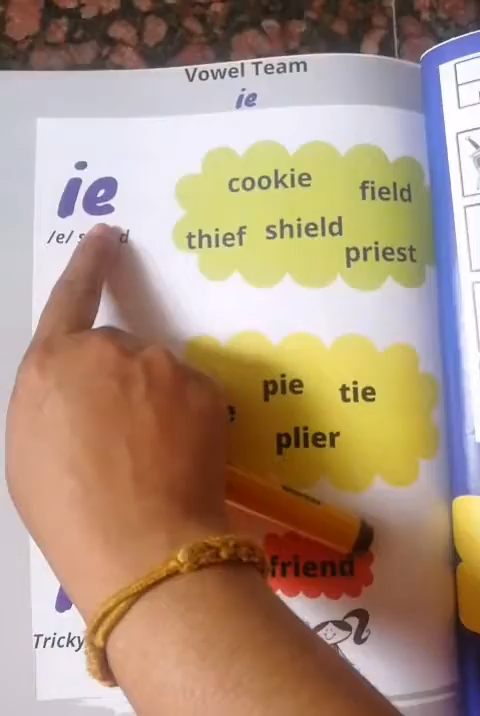 Vowel Team
ie
ie
cookie field
/e/ thief shield
priest
pie tie
plier
friend
Tricky